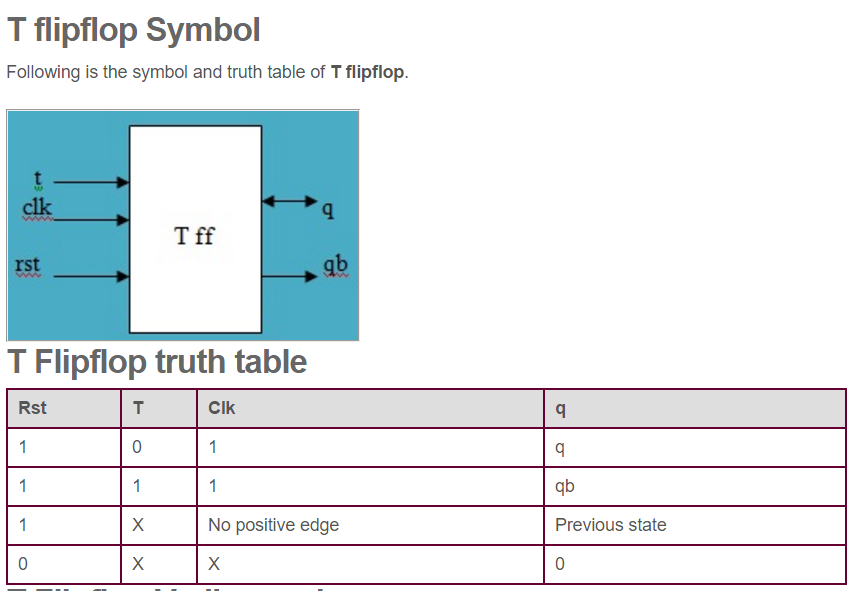 T flipflop Symbol
Following is the symbol and truth table of T flipflop.
t
clk
rst
T ff
q
qb
T Flipflop truth table
Rst T Clk q
1 0 1 q
1 1 1 qb
1 X No positive edge Previous state
0 X X 0